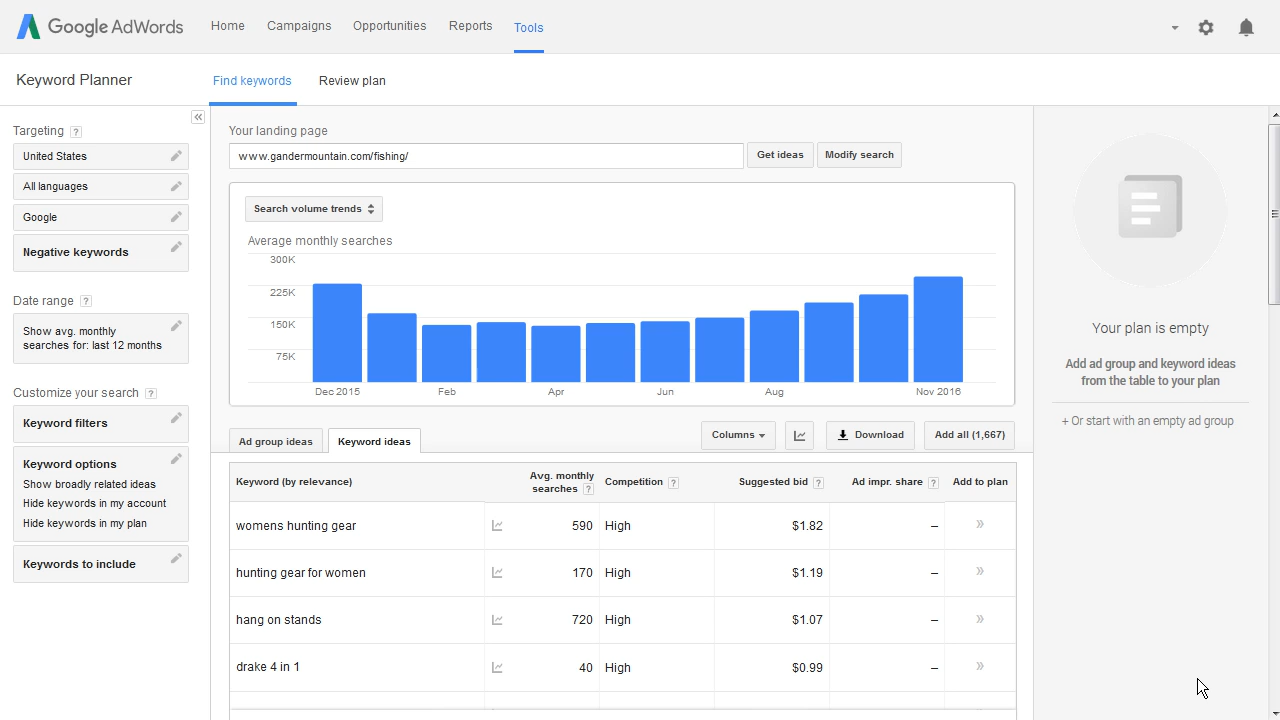 Google AdWords
Home Campaigns Opportunities Reports Tools
Keyword Planner
Find keywords Review plan
«
Targeting ?
United States
All languages
Google
Negative keywords
Date range ?
Show avg. monthly
searches for: last 12 months
Customize your search ?
Keyword filters
Keyword options
Show broadly related ideas
Hide keywords in my account
Hide keywords in my plan
Keywords to include
Your landing page
www.gandermountain.com/fishing/ Get ideas Modify search
Search volume trends
Average monthly searches
300K
225K
150K
75K
Dec 2015 Feb Apr Jun Aug Nov 2016
Ad group ideas Keyword ideas Columns Download Add all (1,667)
Keyword (by relevance) Avg. monthly searches ? Competition ? Suggested bid ? Ad impr. share ? Add to plan
womens hunting gear 590 High $1.82 – »
hunting gear for women 170 High $1.19 – »
hang on stands 720 High $1.07 – »
drake 4 in 1 40 High $0.99 – »
Your plan is empty
Add ad group and keyword ideas
from the table to your plan
+ Or start with an empty ad group